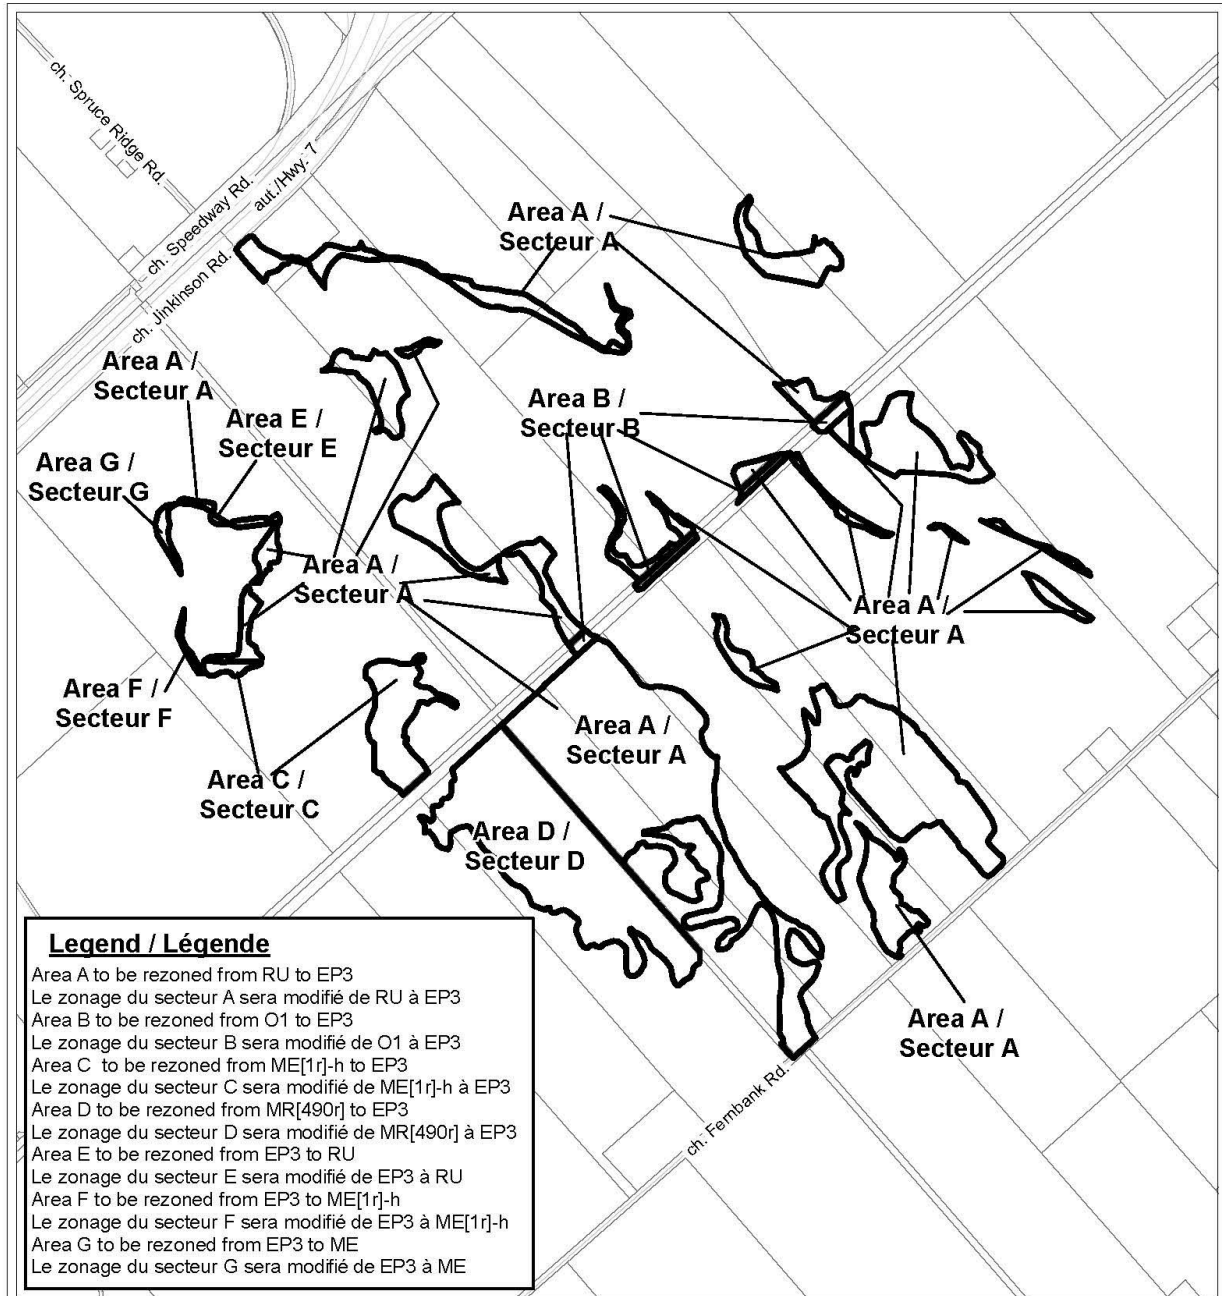 ch. Spruce Ridge Rd.
ch. Speedway Rd.
aut./Hwy. 7
ch. Jinkinson Rd.
Area A /
Secteur A
Area A /
Secteur A
Area E /
Secteur E
Area B /
Secteur B
Area G /
Secteur G
Area A /
Secteur A
Area A /
Secteur A
Area F /
Secteur F
Area A /
Secteur A
Area C /
Secteur C
Area D /
Secteur D
Area A /
Secteur A
ch. Fernbank Rd.
Legend / Légende
Area A to be rezoned from RU to EP3
Le zonage du secteur A sera modifié de RU à EP3
Area B to be rezoned from O1 to EP3
Le zonage du secteur B sera modifié de O1 à EP3
Area C to be rezoned from ME[1r]-h to EP3
Le zonage du secteur C sera modifié de ME[1r]-h à EP3
Area D to be rezoned from MR[490r] to EP3
Le zonage du secteur D sera modifié de MR[490r] à EP3
Area E to be rezoned from EP3 to RU
Le zonage du secteur E sera modifié de EP3 à RU
Area F to be rezoned from EP3 to ME[1r]-h
Le zonage du secteur F sera modifié de EP3 à ME[1r]-h
Area G to be rezoned from EP3 to ME
Le zonage du secteur G sera modifié de EP3 à ME